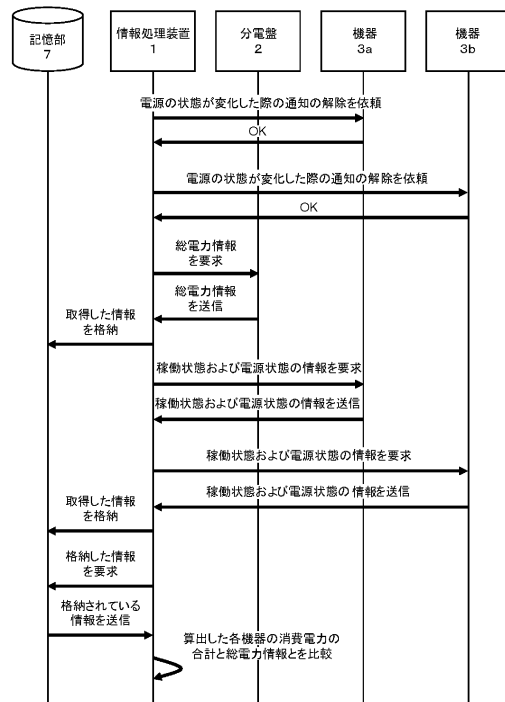 記憶部
7
情報処理装置
1
分電盤
2
機器
3a
機器
3b
電源の状態が変化した際の通知の解除を依頼
OK
電源の状態が変化した際の通知の解除を依頼
OK
総電力情報
を要求
総電力情報
を送信
取得した情報
を格納
稼働状態および電源状態の情報を要求
稼働状態および電源状態の情報を送信
稼働状態および電源状態の情報を要求
稼働状態および電源状態の情報を送信
取得した情報
を格納
格納した情報
を要求
格納されている
情報を送信
算出した各機器の消費電力の
合計と総電力情報とを比較